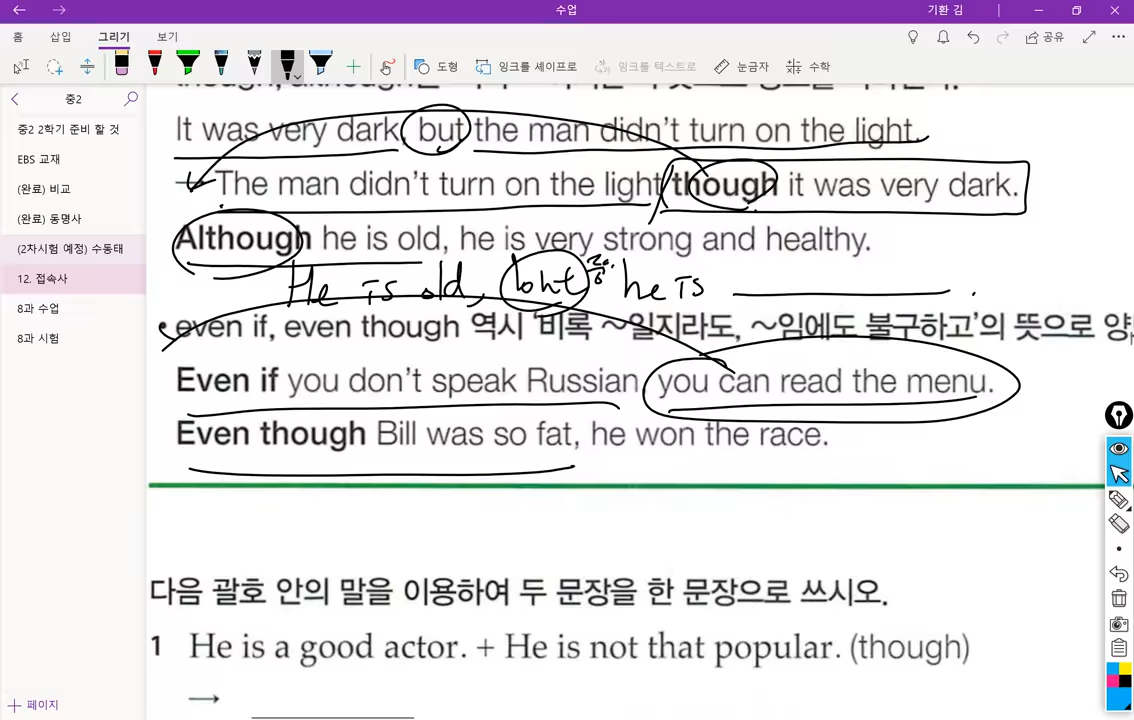 수업
기환 김
홈 삽입 그리기 보기
공유
도형 잉크를 셰이프로 잉크를 텍스트로 눈금자 수학
중2
중2 2학기 준비 할 것
EBS 교재
(완료) 비교
(완료) 동명사
(2차시험 예정) 수동태
12. 접속사
8과 수업
8과 시험
페이지
It was very dark, but the man didn't turn on the light.
The man didn't turn on the light though it was very dark.
Although he is old, he is very strong and healthy.
He is old, but he is
even if, even though 역시 '비록 ~일지라도, ~임에도 불구하고'의 뜻으로
Even if you don't speak Russian, you can read the menu.
Even though Bill was so fat, he won the race.
다음 괄호 안의 말을 이용하여 두 문장을 한 문장으로 쓰시오.
1 He is a good actor. + He is not that popular. (though)
→